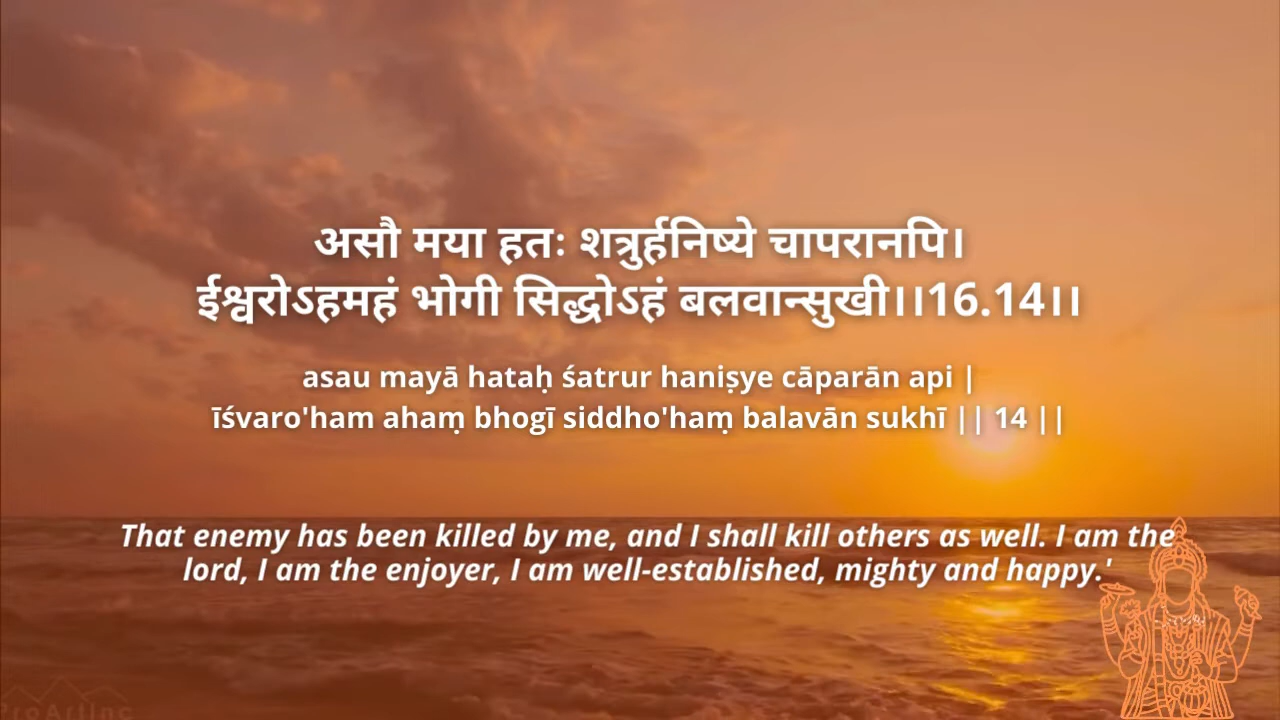 असौ मया हतः शत्रुर्हनिष्ये चापरानपि।
ईश्वरोऽहमहं भोगी सिद्धोऽहं बलवान्सुखी।।16.14।।
asau mayā hataḥ śatrur haniṣye cāparān api |
īśvaro'ham ahaṃ bhogī siddho'haṃ balavān sukhī || 14 ||
That enemy has been killed by me, and I shall kill others as well. I am the
lord, I am the enjoyer, I am well-established, mighty and happy.'
ProArtInc